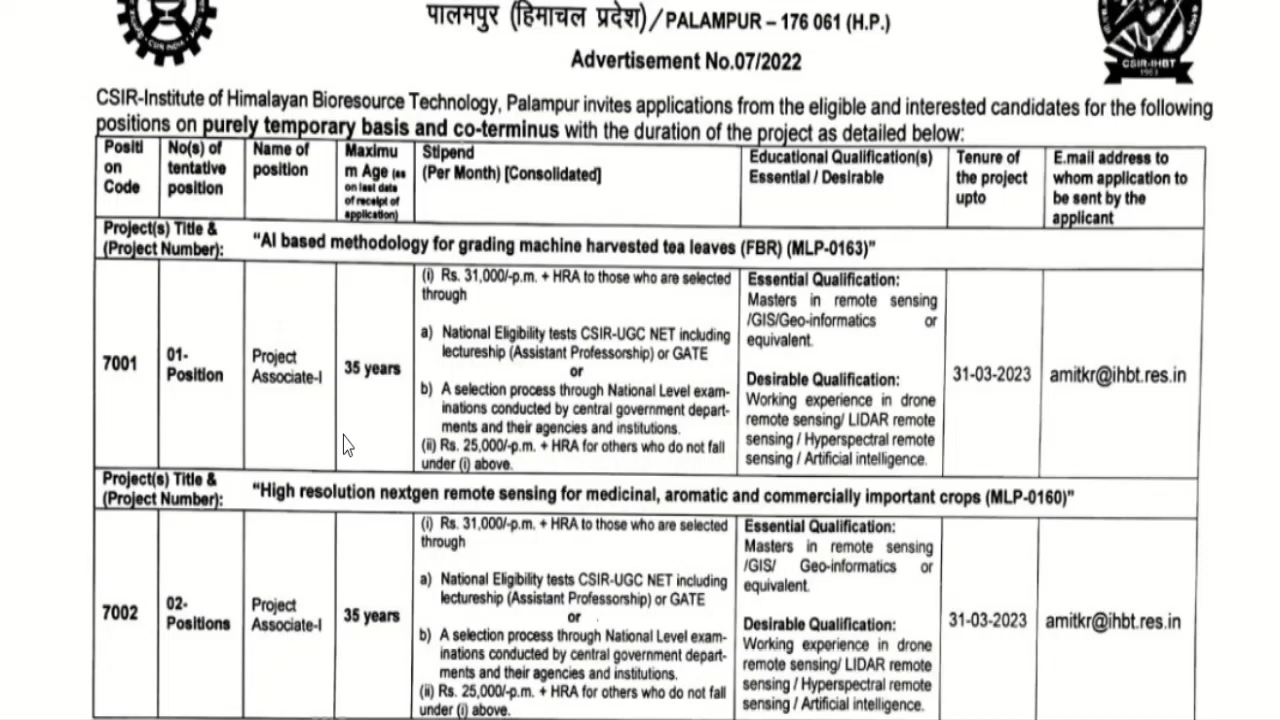 पालमपुर (हिमाचल प्रदेश)/PALAMPUR – 176 061 (H.P.)
Advertisement No.07/2022
CSIR-IHBT
CSIR-Institute of Himalayan Bioresource Technology, Palampur invites applications from the eligible and interested candidates for the following
positions on purely temporary basis and co-terminus with the duration of the project as detailed below:
Positi
on
Code
No(s) of
tentative
position
Name of
position
Maximu
m Age (as
on last date
of receipt of
application)
Stipend
(Per Month) [Consolidated]
Educational Qualification(s)
Essential / Desirable
Tenure of
the project
upto
E.mail address to
whom application to
be sent by the
applicant
Project(s) Title &
(Project Number):
“AI based methodology for grading machine harvested tea leaves (FBR) (MLP-0163)”
7001
01-
Position
Project
Associate-I
35 years
(i) Rs. 31,000/-p.m. + HRA to those who are selected
through
a) National Eligibility tests CSIR-UGC NET including
lectureship (Assistant Professorship) or GATE
or
b) A selection process through National Level exam-
inations conducted by central government depart-
ments and their agencies and institutions.
(ii) Rs. 25,000/-p.m. + HRA for others who do not fall
under (i) above.
Essential Qualification:
Masters in remote sensing
/GIS/Geo-informatics or
equivalent.
Desirable Qualification:
Working experience in drone
remote sensing/ LIDAR remote
sensing / Hyperspectral remote
sensing / Artificial intelligence.
31-03-2023
amitkr@ihbt.res.in
Project(s) Title &
(Project Number):
“High resolution nextgen remote sensing for medicinal, aromatic and commercially important crops (MLP-0160)”
7002
02-
Positions
Project
Associate-I
35 years
(i) Rs. 31,000/-p.m. + HRA to those who are selected
through
a) National Eligibility tests CSIR-UGC NET including
lectureship (Assistant Professorship) or GATE
or
b) A selection process through National Level exam-
inations conducted by central government depart-
ments and their agencies and institutions.
(ii) Rs. 25,000/-p.m. + HRA for others who do not fall
under (i) above.
Essential Qualification:
Masters in remote sensing
/GIS/ Geo-informatics or
equivalent.
Desirable Qualification:
Working experience in drone
remote sensing/ LIDAR remote
sensing / Hyperspectral remote
sensing / Artificial intelligence.
31-03-2023
amitkr@ihbt.res.in